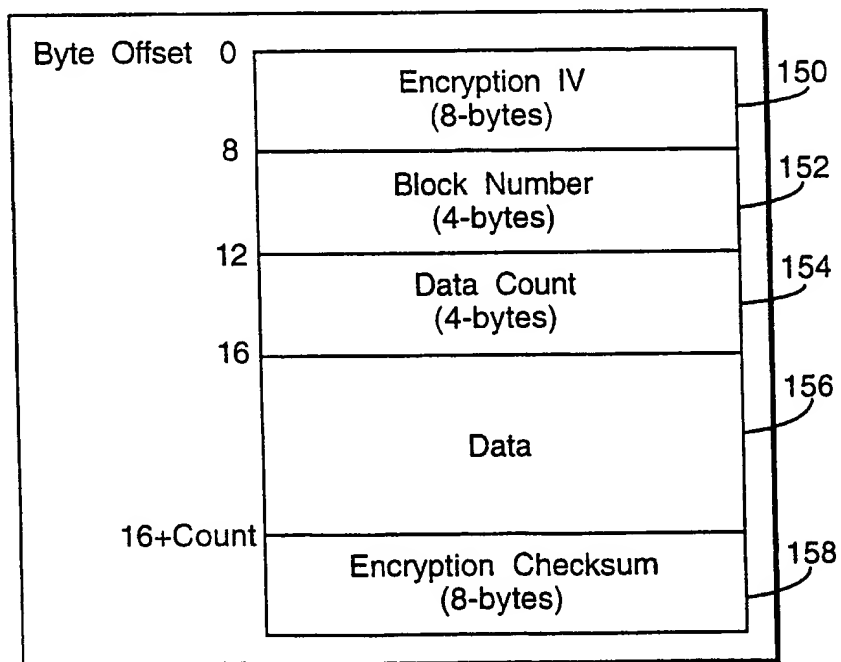 Byte Offset 0
Encryption IV
(8-bytes)
150
8
Block Number
(4-bytes)
152
12
Data Count
(4-bytes)
154
16
Data
156
16+Count
Encryption Checksum
(8-bytes)
158